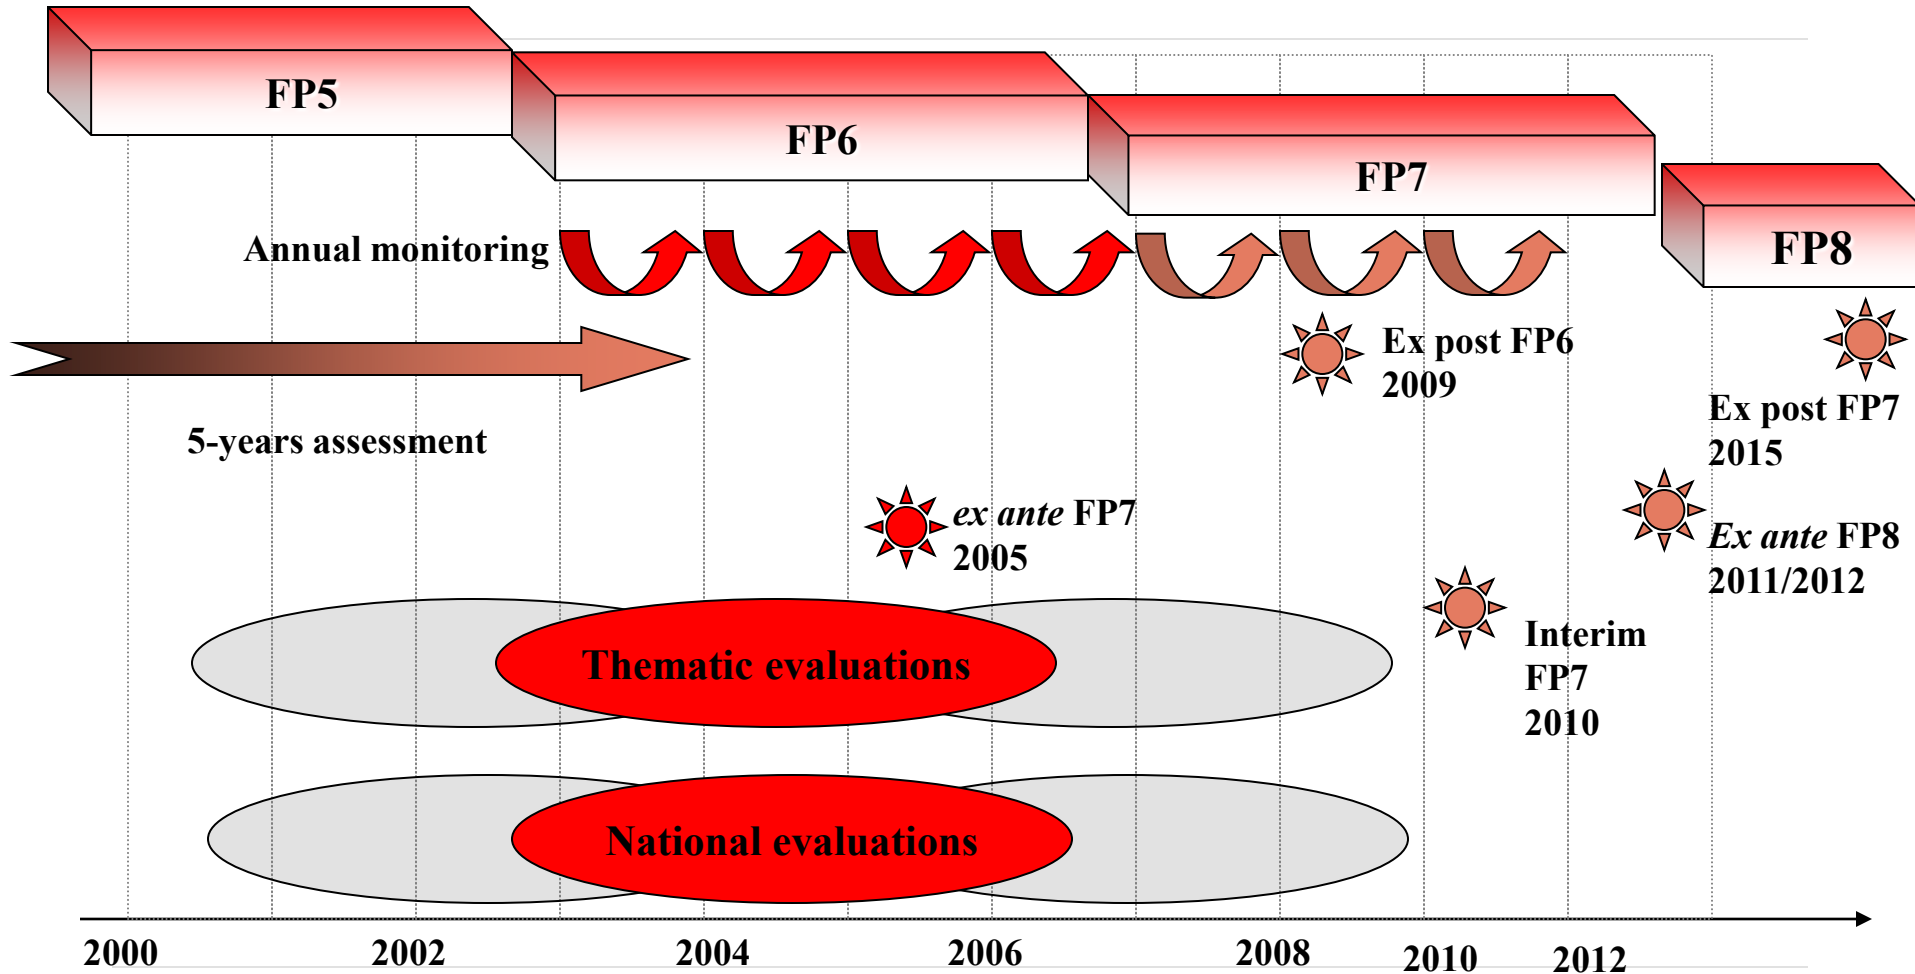 FP5
FP6
FP7
FP8
Annual monitoring
Ex post FP6
2009
Ex post FP7
2015
5-years assessment
ex ante FP7
2005
Ex ante FP8
2011/2012
Interim
FP7
2010
Thematic evaluations
National evaluations
2000 2002 2004 2006 2008 2010 2012